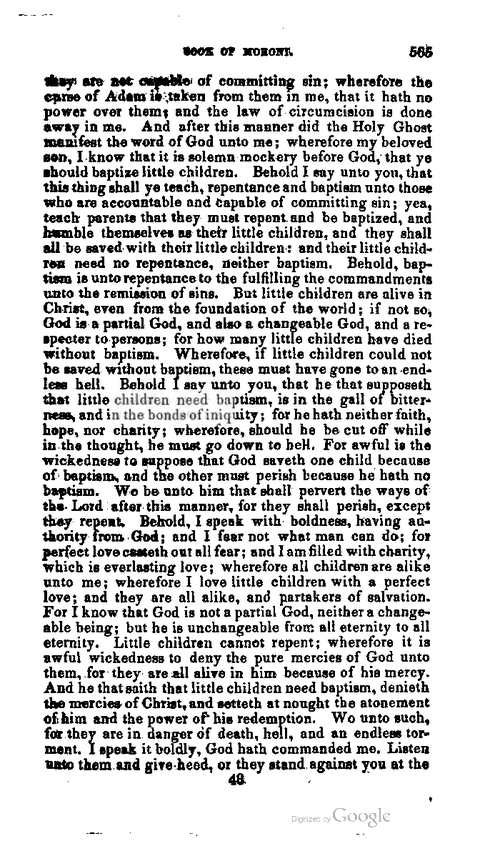 BOOK OF MORONI. 565
they are not capable of committing sin; wherefore the
curse of Adam is taken from them in me, that it hath no
power over them; and the law of circumcision is done
away in me. And after this manner did the Holy Ghost
manifest the word of God unto me; wherefore my beloved
son, I know that it is solemn mockery before God, that ye
should baptize little children. Behold I say unto you, that
this thing shall ye teach, repentance and baptism unto those
who are accountable and capable of committing sin; yea,
teach parents that they must repent and be baptized, and
humble themselves as their little children, and they shall
all be saved with their little children: and their little child-
ren need no repentance, neither baptism. Behold, bap-
tism is unto repentance to the fulfilling the commandments
unto the remission of sins. But little children are alive in
Christ, even from the foundation of the world; if not so,
God is a partial God, and also a changeable God, and a re-
specter to persons; for how many little children have died
without baptism. Wherefore, if little children could not
be saved without baptism, these must have gone to an end-
less hell. Behold I say unto you, that he that supposeth
that little children need baptism, is in the gall of bitter-
ness, and in the bonds of iniquity; for he hath neither faith,
hope, nor charity; wherefore, should he be cut off while
in the thought, he must go down to hell. For awful is the
wickedness to suppose that God saveth one child because
of baptism, and the other must perish because he hath no
baptism. Wo be unto him that shall pervert the ways of
the Lord after this manner, for they shall perish, except
they repent. Behold, I speak with boldness, having au-
thority from God; and I fear not what man can do; for
perfect love casteth out all fear; and I am filled with charity,
which is everlasting love; wherefore all children are alike
unto me; wherefore I love little children with a perfect
love; and they are all alike, and partakers of salvation.
For I know that God is not a partial God, neither a change-
able being; but he is unchangeable from all eternity to all
eternity. Little children cannot repent; wherefore it is
awful wickedness to deny the pure mercies of God unto
them, for they are all alive in him because of his mercy.
And he that saith that little children need baptism, denieth
the mercies of Christ, and setteth at nought the atonement
of him and the power of his redemption. Wo unto such,
for they are in danger of death, hell, and an endless tor-
ment. I speak it boldly, God hath commanded me. Listen
unto them and give heed, or they stand against you at the
48
Digitized by Google